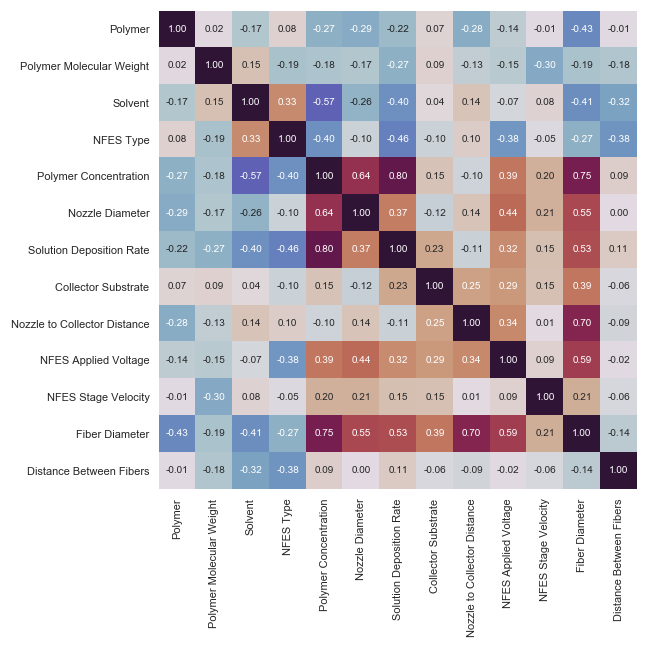 Polymer 1.00 0.02 -0.17 0.08 -0.27 -0.29 -0.22 0.07 -0.28 -0.14 -0.01 -0.43 -0.01
Polymer Molecular Weight 0.02 1.00 0.15 -0.19 -0.18 -0.17 -0.27 0.09 -0.13 -0.15 -0.30 -0.19 -0.18
Solvent -0.17 0.15 1.00 0.33 -0.57 -0.26 -0.40 0.04 0.14 -0.07 0.08 -0.41 -0.32
NFES Type 0.08 -0.19 0.33 1.00 -0.40 -0.10 -0.46 -0.10 0.10 -0.38 -0.05 -0.27 -0.38
Polymer Concentration -0.27 -0.18 -0.57 -0.40 1.00 0.64 0.80 0.15 -0.10 0.39 0.20 0.75 0.09
Nozzle Diameter -0.29 -0.17 -0.26 -0.10 0.64 1.00 0.37 -0.12 0.14 0.44 0.21 0.55 0.00
Solution Deposition Rate -0.22 -0.27 -0.40 -0.46 0.80 0.37 1.00 0.23 -0.11 0.32 0.15 0.53 0.11
Collector Substrate 0.07 0.09 0.04 -0.10 0.15 -0.12 0.23 1.00 0.25 0.29 0.15 0.39 -0.06
Nozzle to Collector Distance -0.28 -0.13 0.14 0.10 -0.10 0.14 -0.11 0.25 1.00 0.34 0.01 0.70 -0.09
NFES Applied Voltage -0.14 -0.15 -0.07 -0.38 0.39 0.44 0.32 0.29 0.34 1.00 0.09 0.59 -0.02
NFES Stage Velocity -0.01 -0.30 0.08 -0.05 0.20 0.21 0.15 0.15 0.01 0.09 1.00 0.21 -0.06
Fiber Diameter -0.43 -0.19 -0.41 -0.27 0.75 0.55 0.53 0.39 0.70 0.59 0.21 1.00 -0.14
Distance Between Fibers -0.01 -0.18 -0.32 -0.38 0.09 0.00 0.11 -0.06 -0.09 -0.02 -0.06 -0.14 1.00
Polymer
Polymer Molecular Weight
Solvent
NFES Type
Polymer Concentration
Nozzle Diameter
Solution Deposition Rate
Collector Substrate
Nozzle to Collector Distance
NFES Applied Voltage
NFES Stage Velocity
Fiber Diameter
Distance Between Fibers